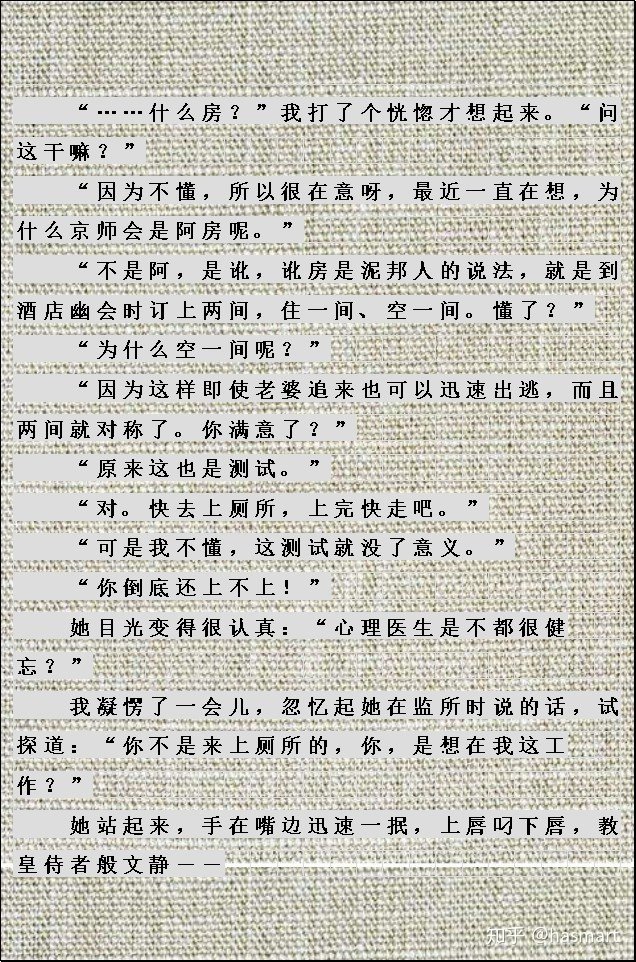 “……什么房？”我打了个恍惚才想起来。“问
这干嘛？”
“因为不懂，所以很在意呀，最近一直在想，为
什么京师会是阿房呢。”
“不是阿，是讹，讹房是泥邦人的说法，就是到
酒店幽会时订上两间，住一间、空一间。懂了？”
“为什么空一间呢？”
“因为这样即使老婆追来也可以迅速出逃，而且
两间就对称了。你满意了？”
“原来这也是测试。”
“对。快去上厕所，上完快走吧。”
“可是我不懂，这测试就没了意义。”
“你倒底还上不上！”
她目光变得很认真：“心理医生是不都很健
忘？”
我凝愣了一会儿，忽忆起她在监所时说的话，试
探道：“你不是来上厕所的，你，是想在我这工
作？”
她站起来，手在嘴边迅速一抿，上唇叼下唇，教
皇侍者般文静——
知乎 @hasmart